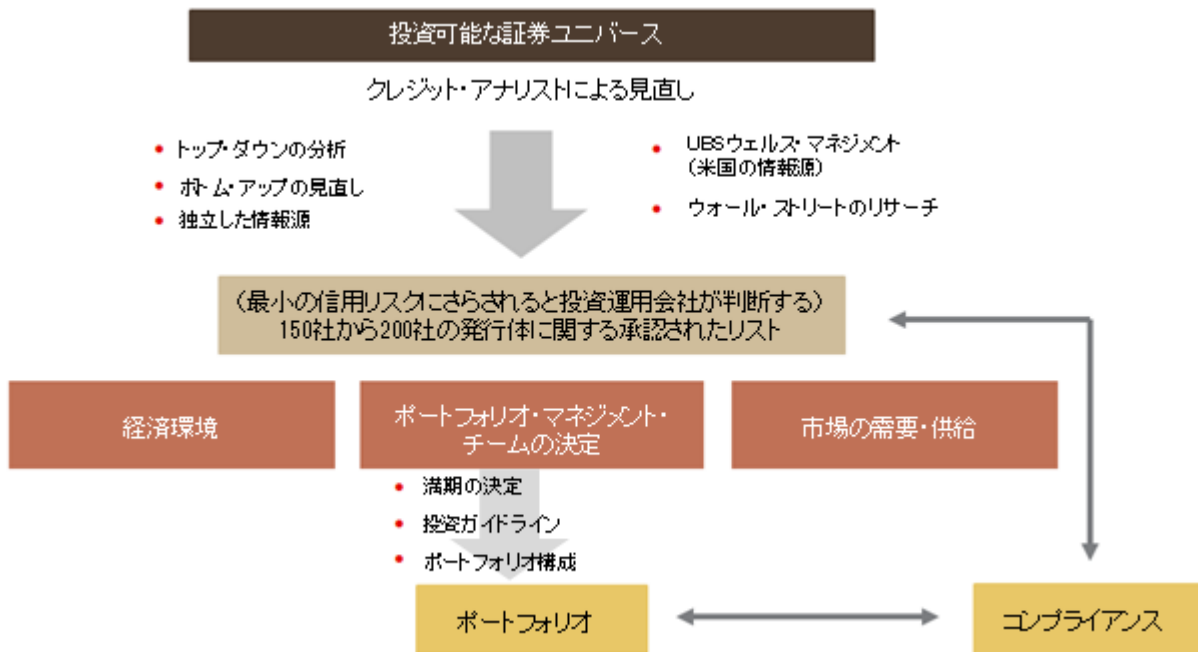 投資可能な証券ユニバース
クレジット・アナリストによる見直し
• トップ・ダウンの分析
• ボトム・アップの見直し
• 独立した情報源
• UBSウェルス・マネジメント
(米国の情報源)
• ウォール・ストリートのリサーチ
(最小の信用リスクにさらされると投資運用会社が判断する)
150社から200社の発行体に関する承認されたリスト
経済環境
ポートフォリオ・マネジメント・
チームの決定
市場の需要・供給
• 満期の決定
• 投資ガイドライン
• ポートフォリオ構成
ポートフォリオ
コンプライアンス